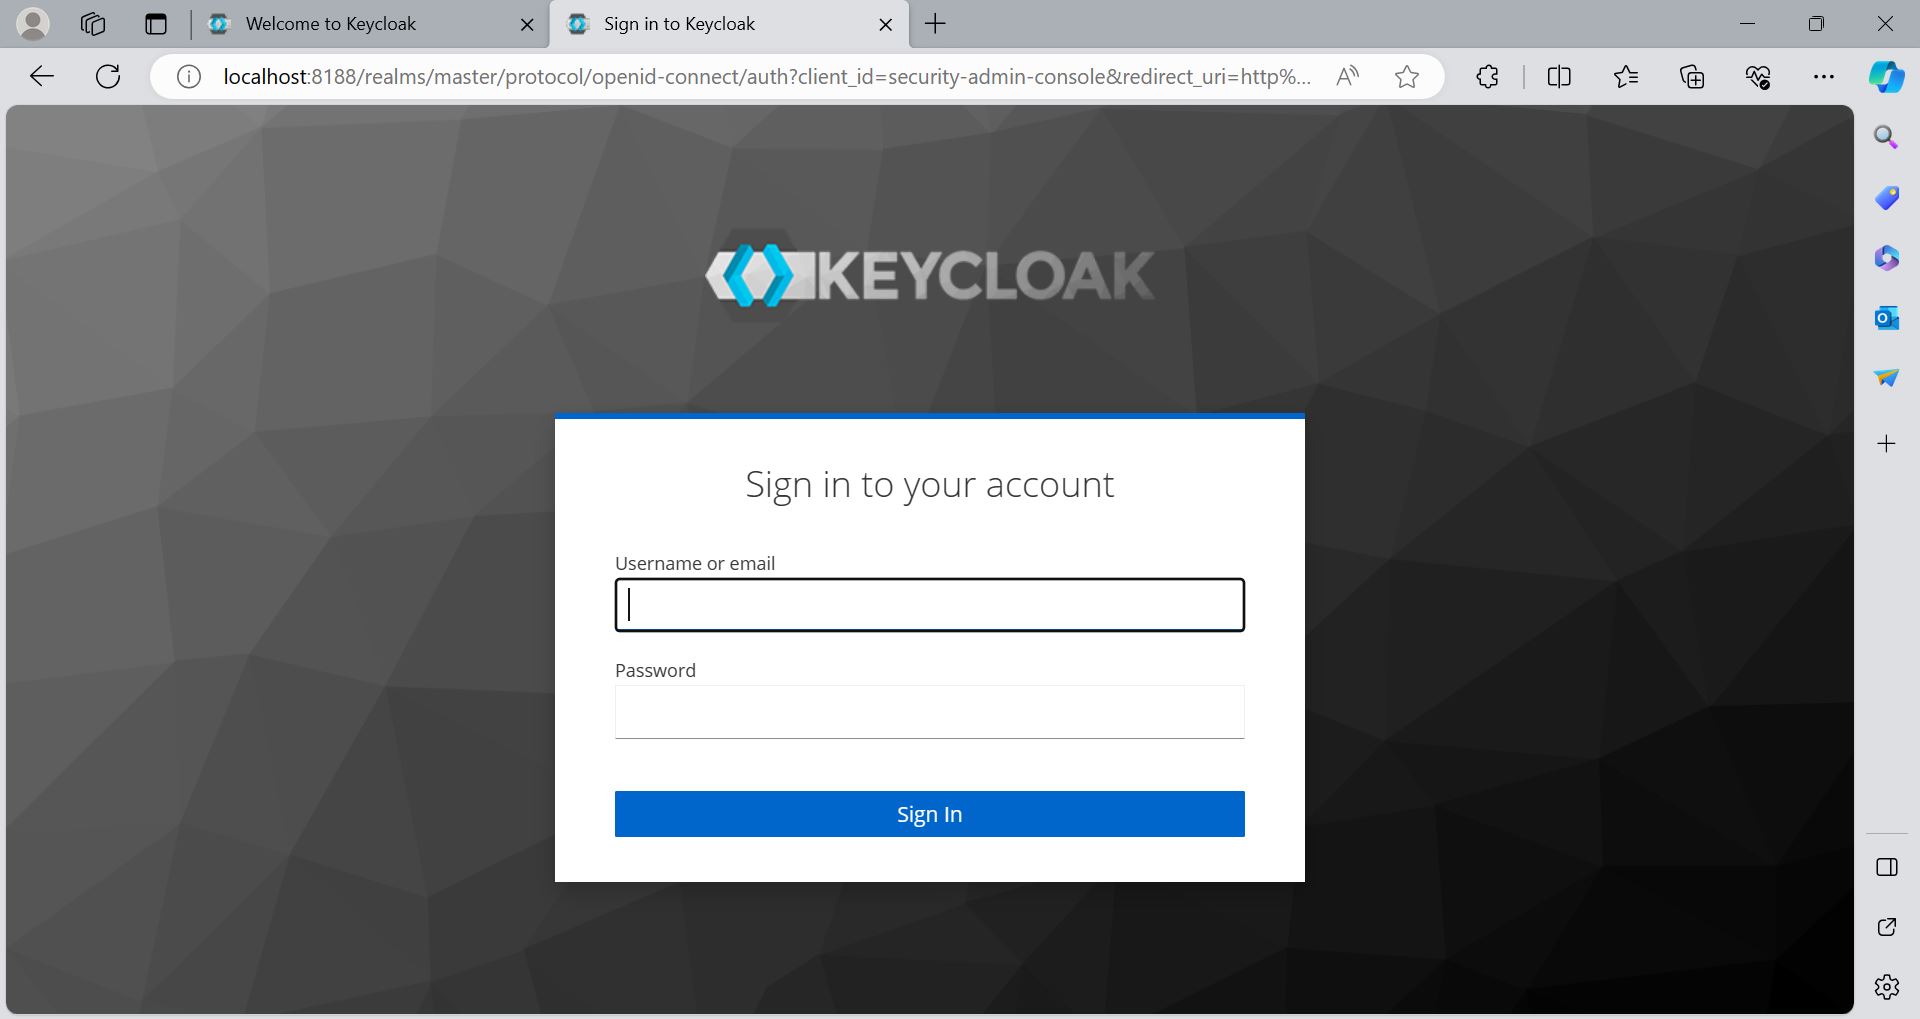 Welcome to Keycloak
Sign in to Keycloak
localhost:8188/realms/master/protocol/openid-connect/auth?client_id=security-admin-console&redirect_uri=http%...
KEYCLOAK
Sign in to your account
Username or email
Password
Sign In